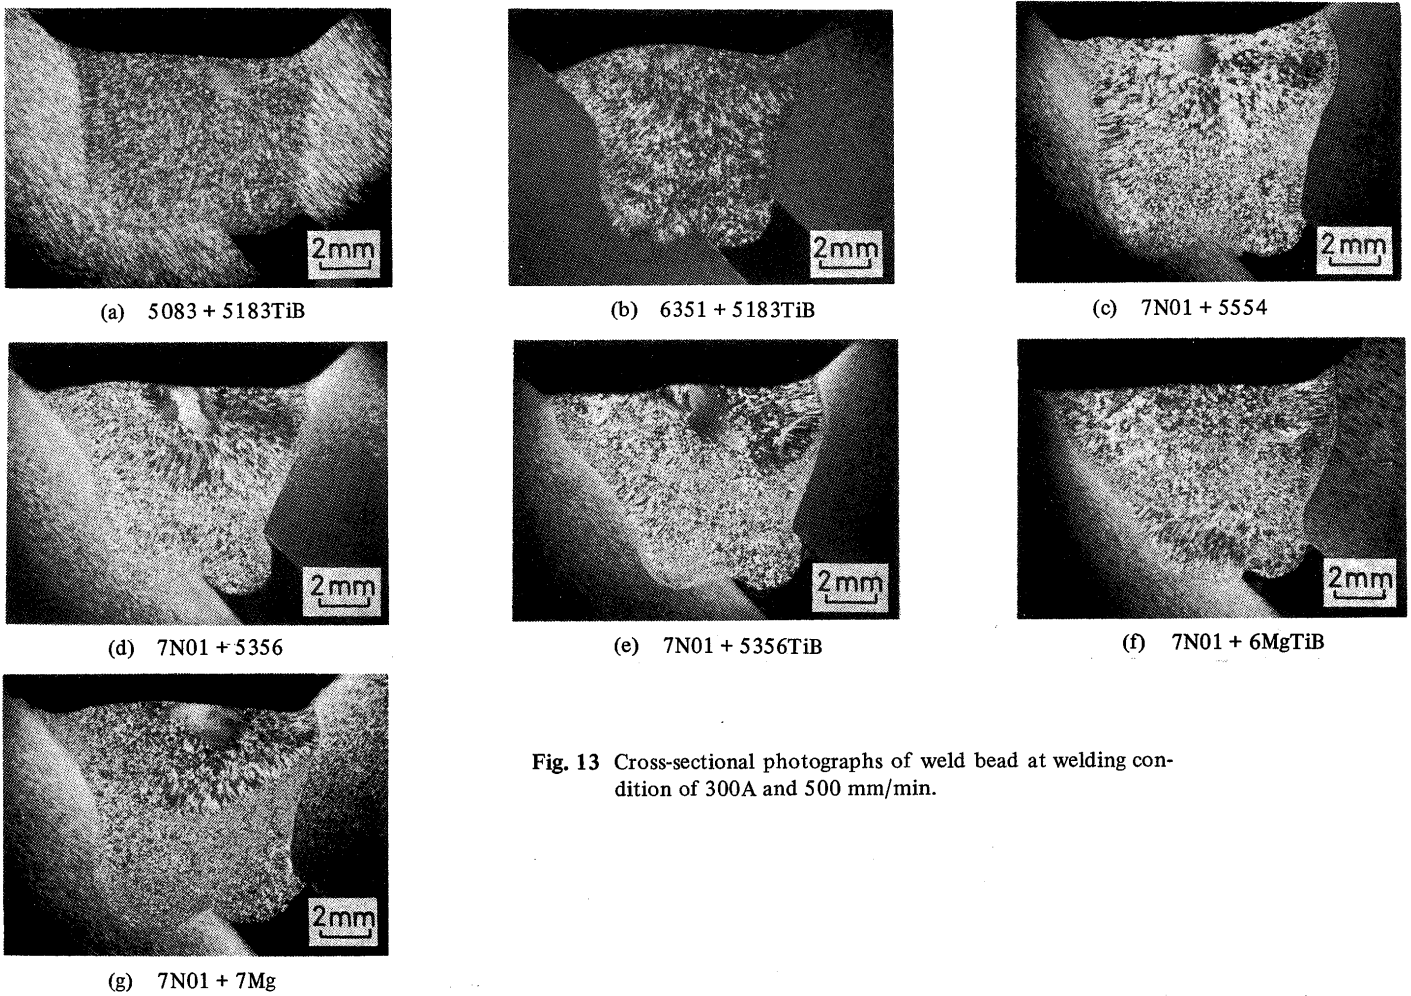 2mm
2mm
2mm
(a) 5083 + 5183TiB
(b) 6351 + 5183TiB
(c) 7N01 + 5554
2mm
2mm
2mm
(d) 7N01 + 5356
(e) 7N01 + 5356TiB
(f) 7N01 + 6MgTiB
2mm
(g) 7N01 + 7Mg
Fig. 13 Cross-sectional photographs of weld bead at welding con-
dition of 300A and 500 mm/min.